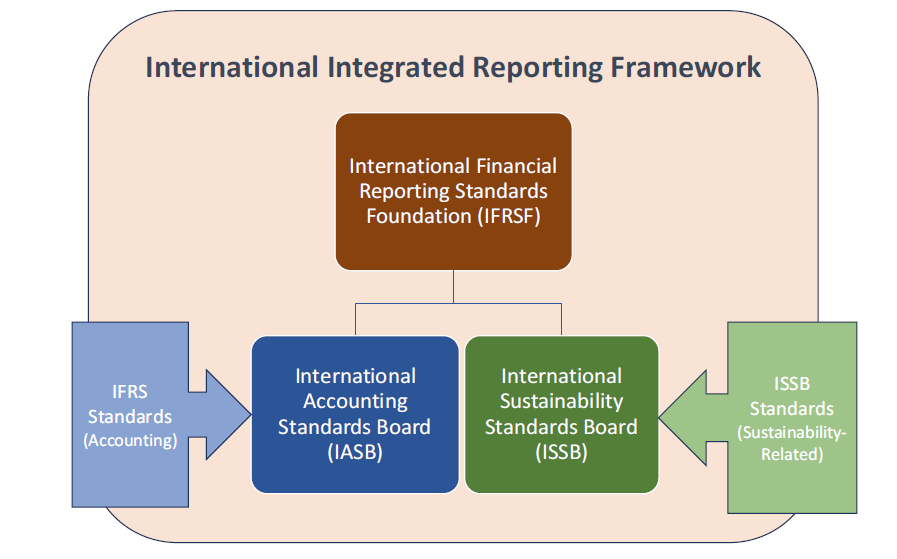 International Integrated Reporting Framework
International Financial
Reporting Standards
Foundation (IFRSF)
IFRS
Standards
(Accounting)
International
Accounting
Standards Board
(IASB)
International
Sustainability
Standards Board
(ISSB)
ISSB
Standards
(Sustainability-
Related)